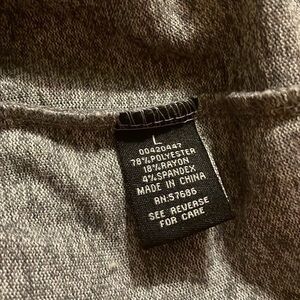 L
00420447
78%POLYESTER
18%RAYON
4%SPANDEX
MADE IN CHINA
RN:57686
SEE REVERSE
FOR CARE